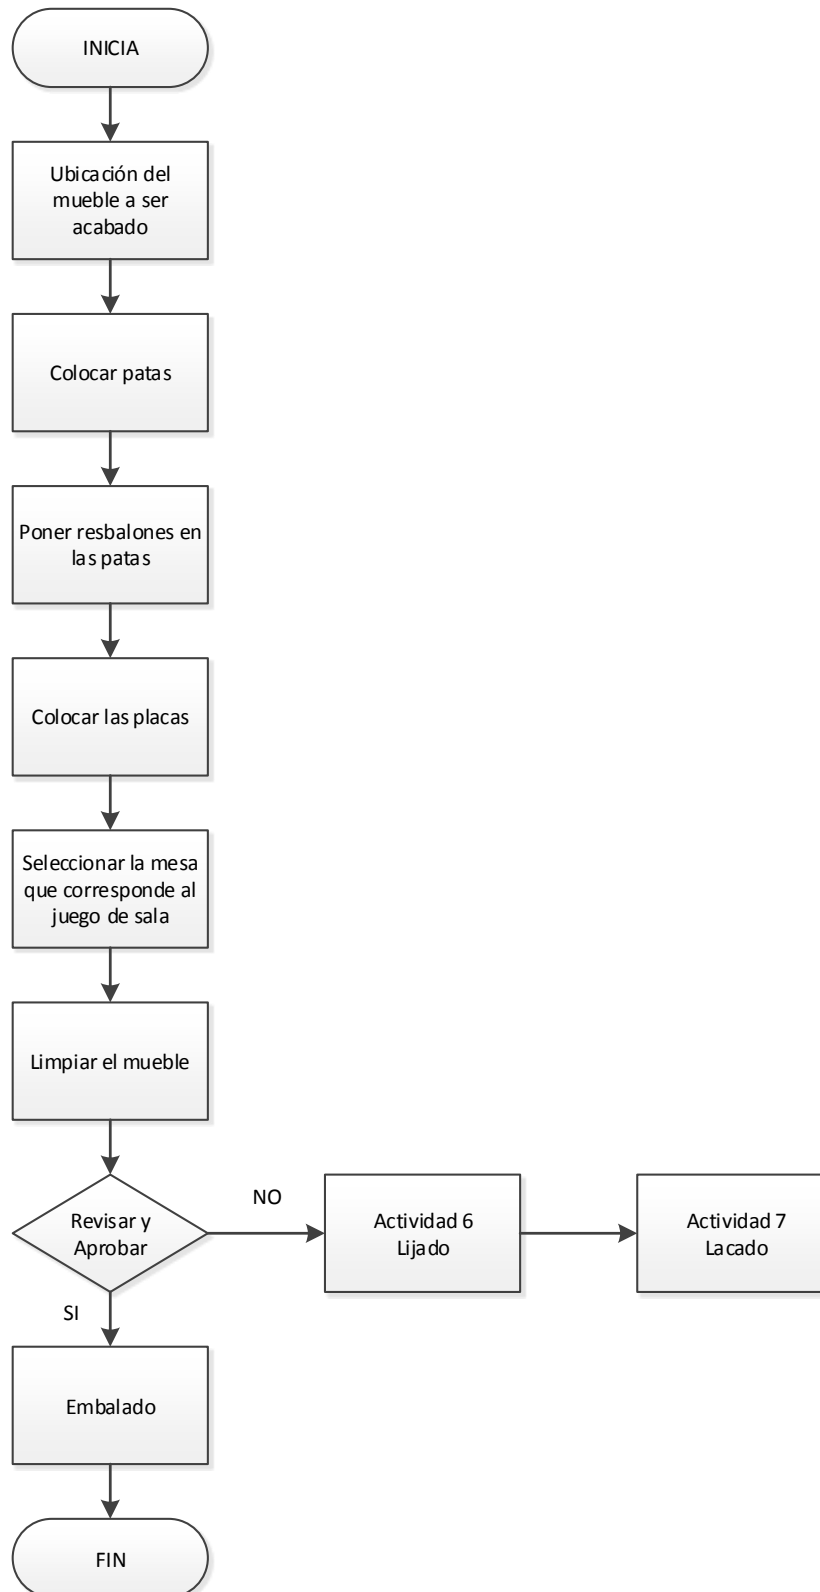 INICIA
Ubicación del
mueble a ser
acabado
Colocar patas
Poner resbalones en
las patas
Colocar las placas
Seleccionar la mesa
que corresponde al
juego de sala
Limpiar el mueble
Revisar y
Aprobar
NO
Actividad 6
Lijado
Actividad 7
Lacado
SI
Embalado
FIN